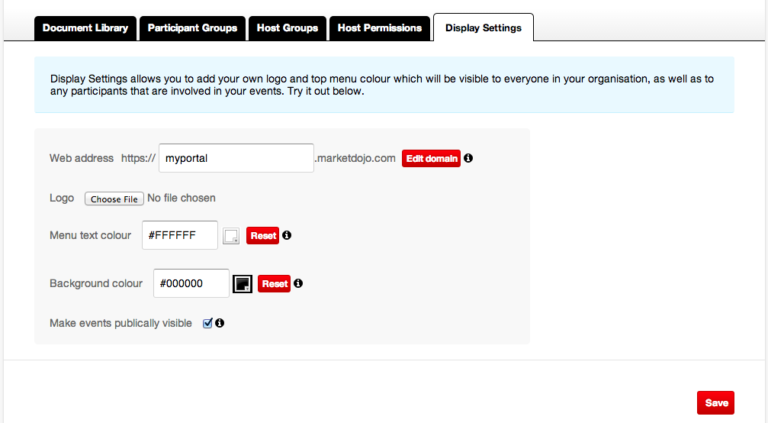 Document Library Participant Groups Host Groups Host Permissions Display Settings
Display Settings allows you to add your own logo and top menu colour which will be visible to everyone in your organisation, as well as to
any participants that are involved in your events. Try it out below.
Web address https:// myportal .marketdojo.com Edit domain
Logo Choose File No file chosen
Menu text colour #FFFFFF Reset
Background colour #000000 Reset
Make events publically visible
Save